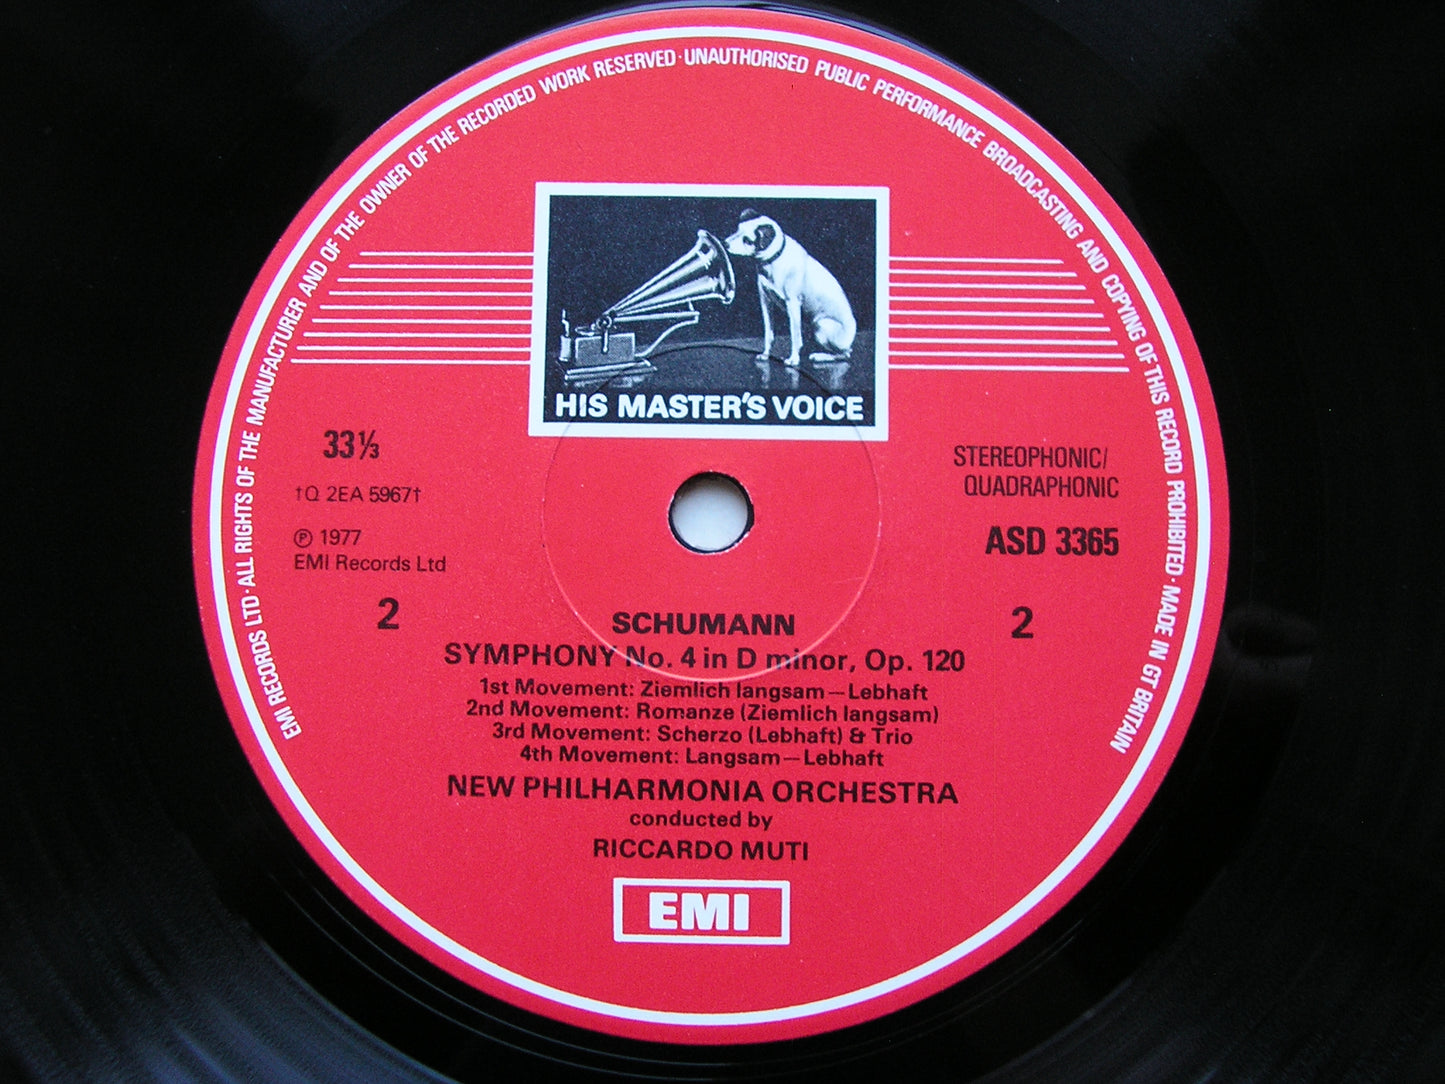 EMI RECORDS LTD · ALL RIGHTS OF THE MANUFACTURER AND OF THE OWNER OF THE RECORDED WORK RESERVED · UNAUTHORISED PUBLIC PERFORMANCE BROADCASTING AND COPYING OF THIS RECORD PROHIBITED · MADE IN GT BRITAIN
HIS MASTER'S VOICE
33⅓
†Q 2EA 5967†
℗ 1977
EMI Records Ltd
2
STEREOPHONIC/
QUADRAPHONIC
ASD 3365
2
SCHUMANN
SYMPHONY No. 4 in D minor, Op. 120
1st Movement: Ziemlich langsam—Lebhaft
2nd Movement: Romanze (Ziemlich langsam)
3rd Movement: Scherzo (Lebhaft) & Trio
4th Movement: Langsam—Lebhaft
NEW PHILHARMONIA ORCHESTRA
conducted by
RICCARDO MUTI
EMI